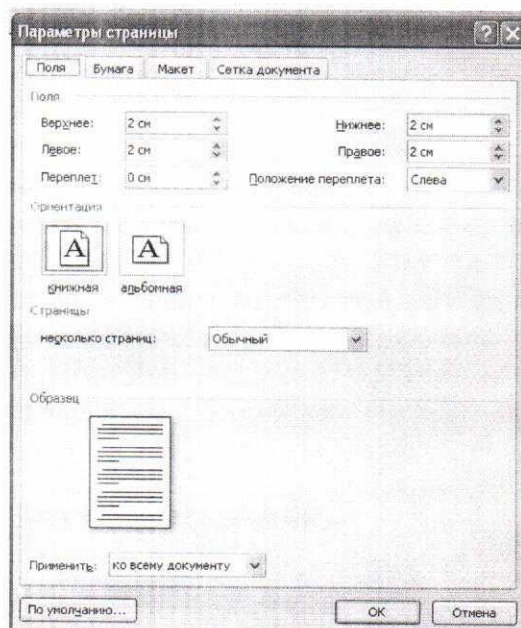 Параметры страницы
Поля Бумага Макет Сетка документа
Поля
Верхнее: 2 см Нижнее: 2 см
Левое: 2 см Правое: 2 см
Переплет: 0 см Положение переплета: Слева
Ориентация
A A
книжная альбомная
Страницы
несколько страниц: Обычный
Образец
Применить: ко всему документу
По умолчанию... ОК Отмена